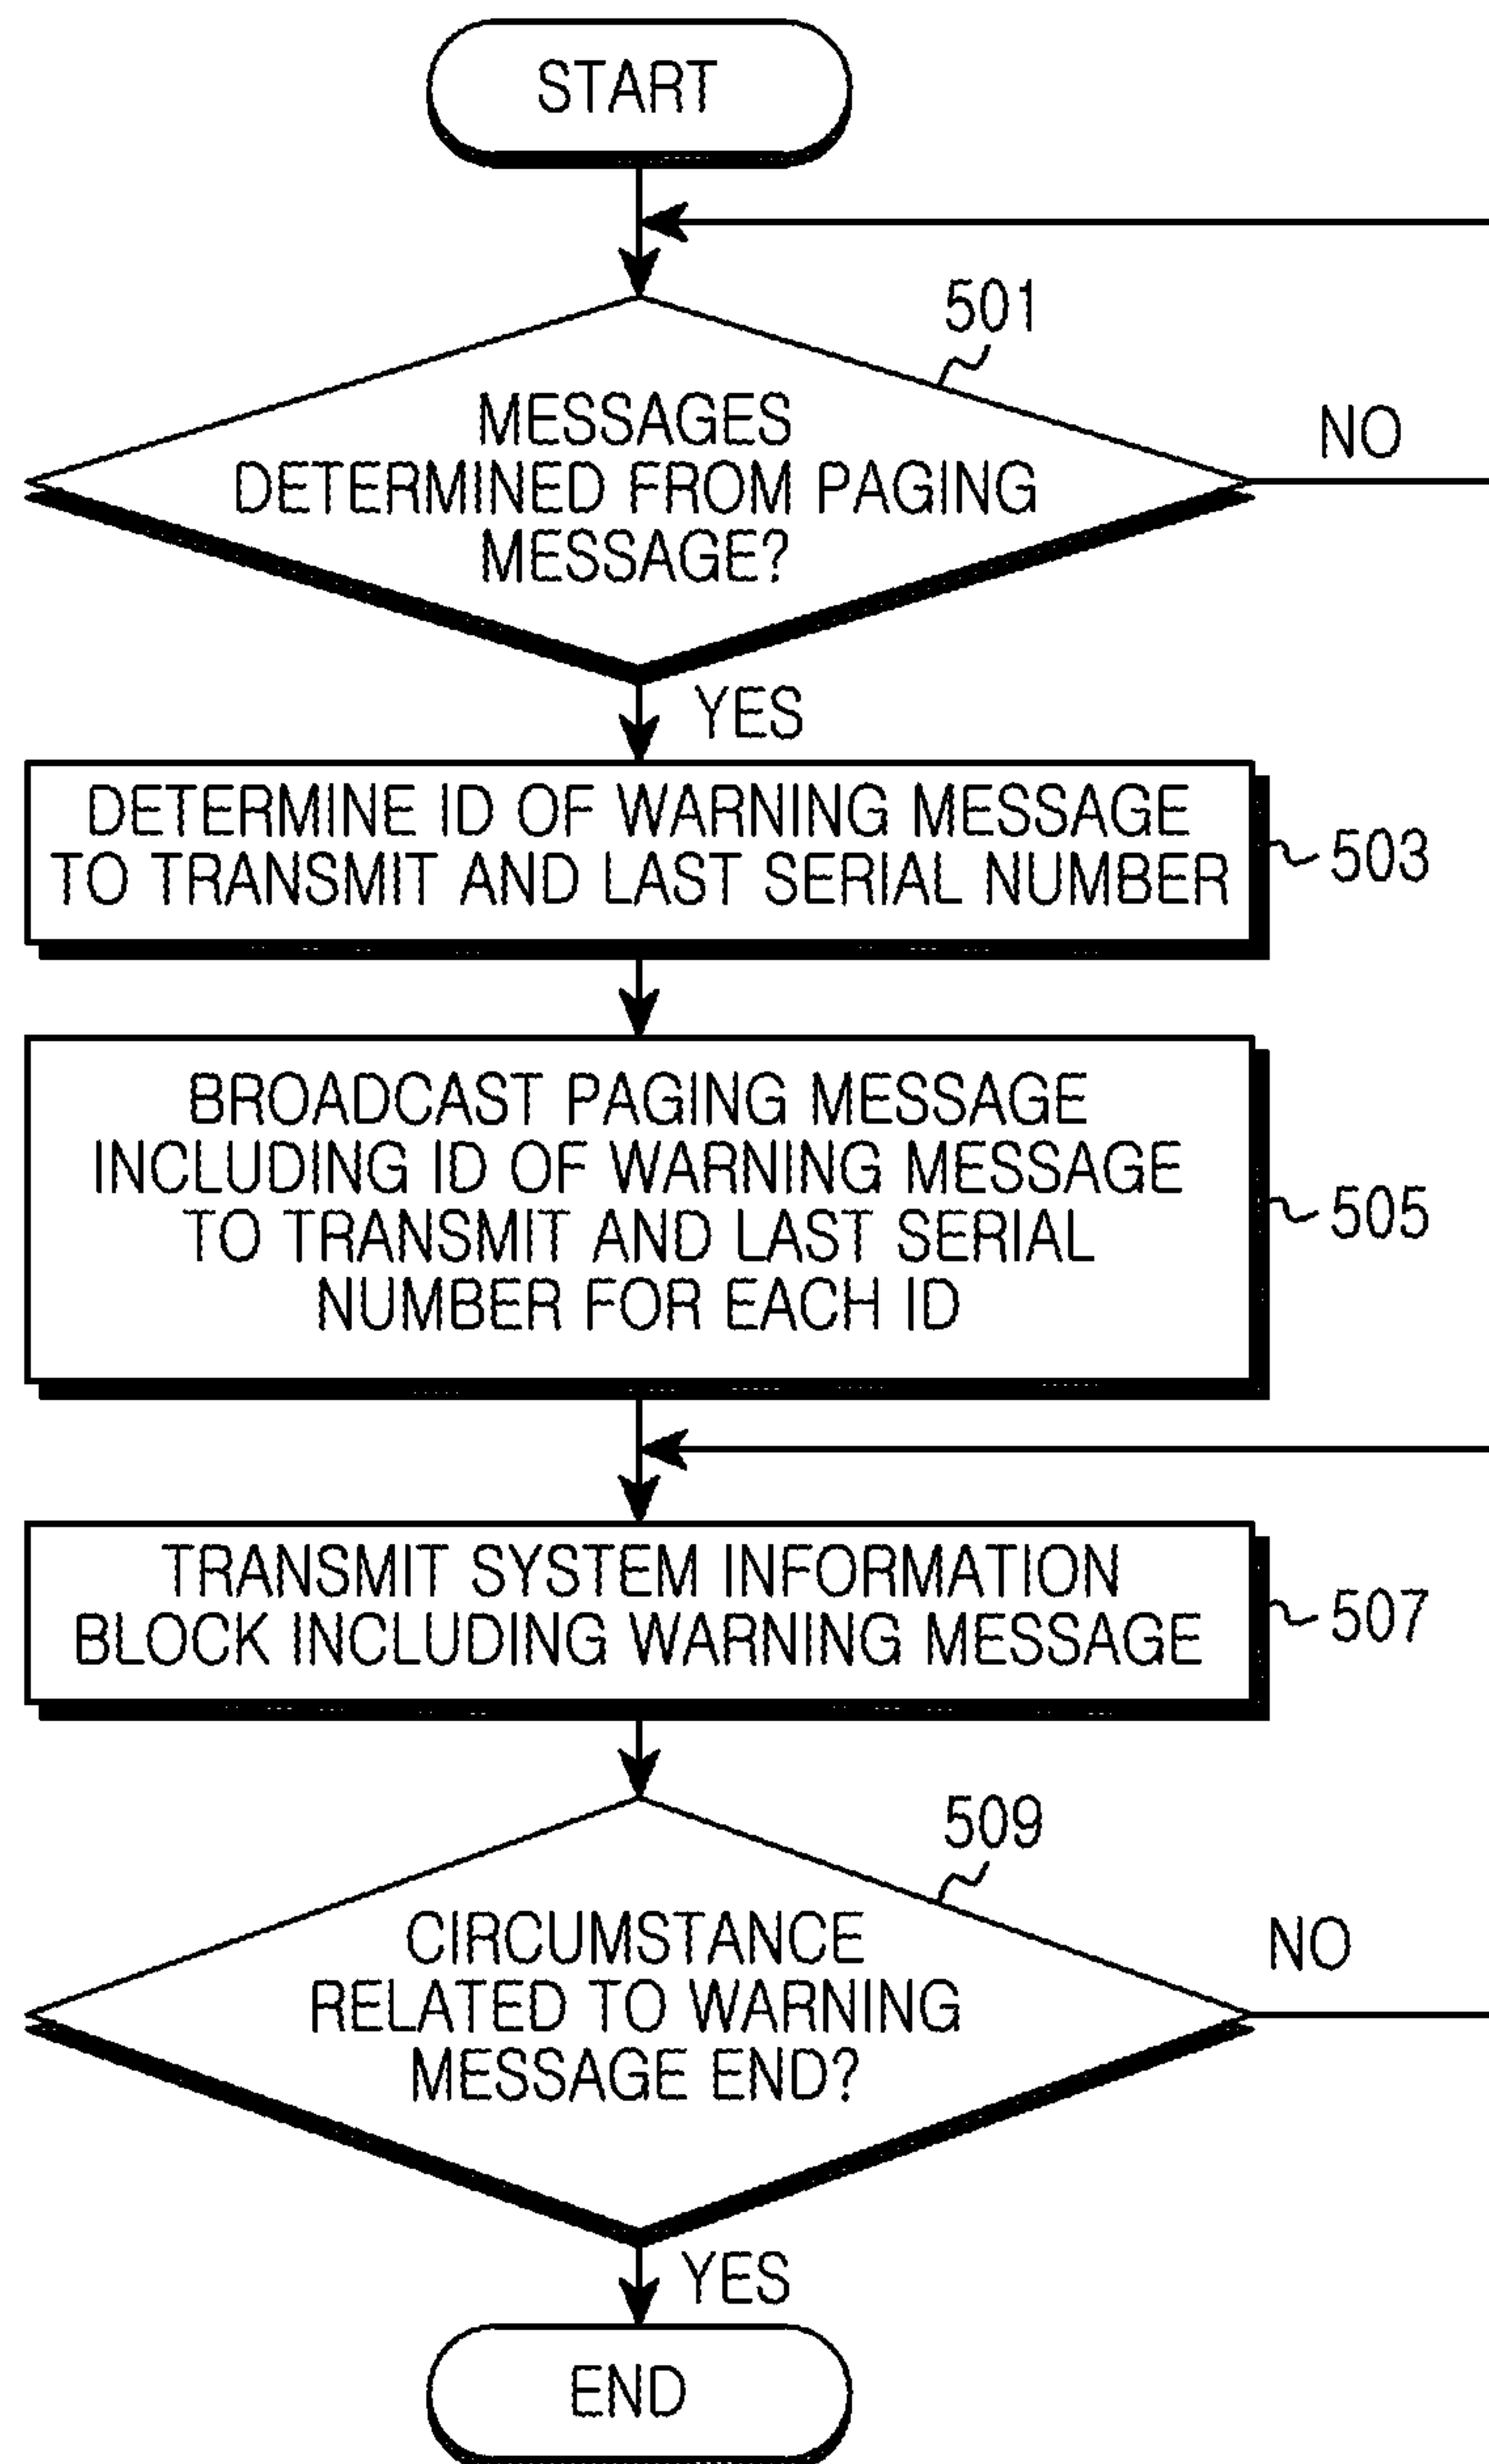 START
501
MESSAGES
DETERMINED FROM PAGING
MESSAGE?
NO
YES
DETERMINE ID OF WARNING MESSAGE
TO TRANSMIT AND LAST SERIAL NUMBER
503
BROADCAST PAGING MESSAGE
INCLUDING ID OF WARNING MESSAGE
TO TRANSMIT AND LAST SERIAL
NUMBER FOR EACH ID
505
TRANSMIT SYSTEM INFORMATION
BLOCK INCLUDING WARNING MESSAGE
507
509
CIRCUMSTANCE
RELATED TO WARNING
MESSAGE END?
NO
YES
END